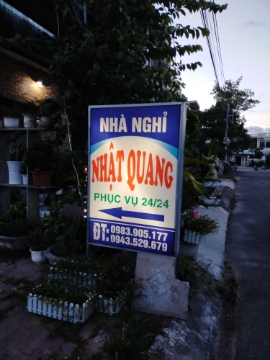 NHÀ NGHỈ
NHẬT QUANG
PHỤC VỤ 24/24
ĐT: 0983.905.177
0943.529.679